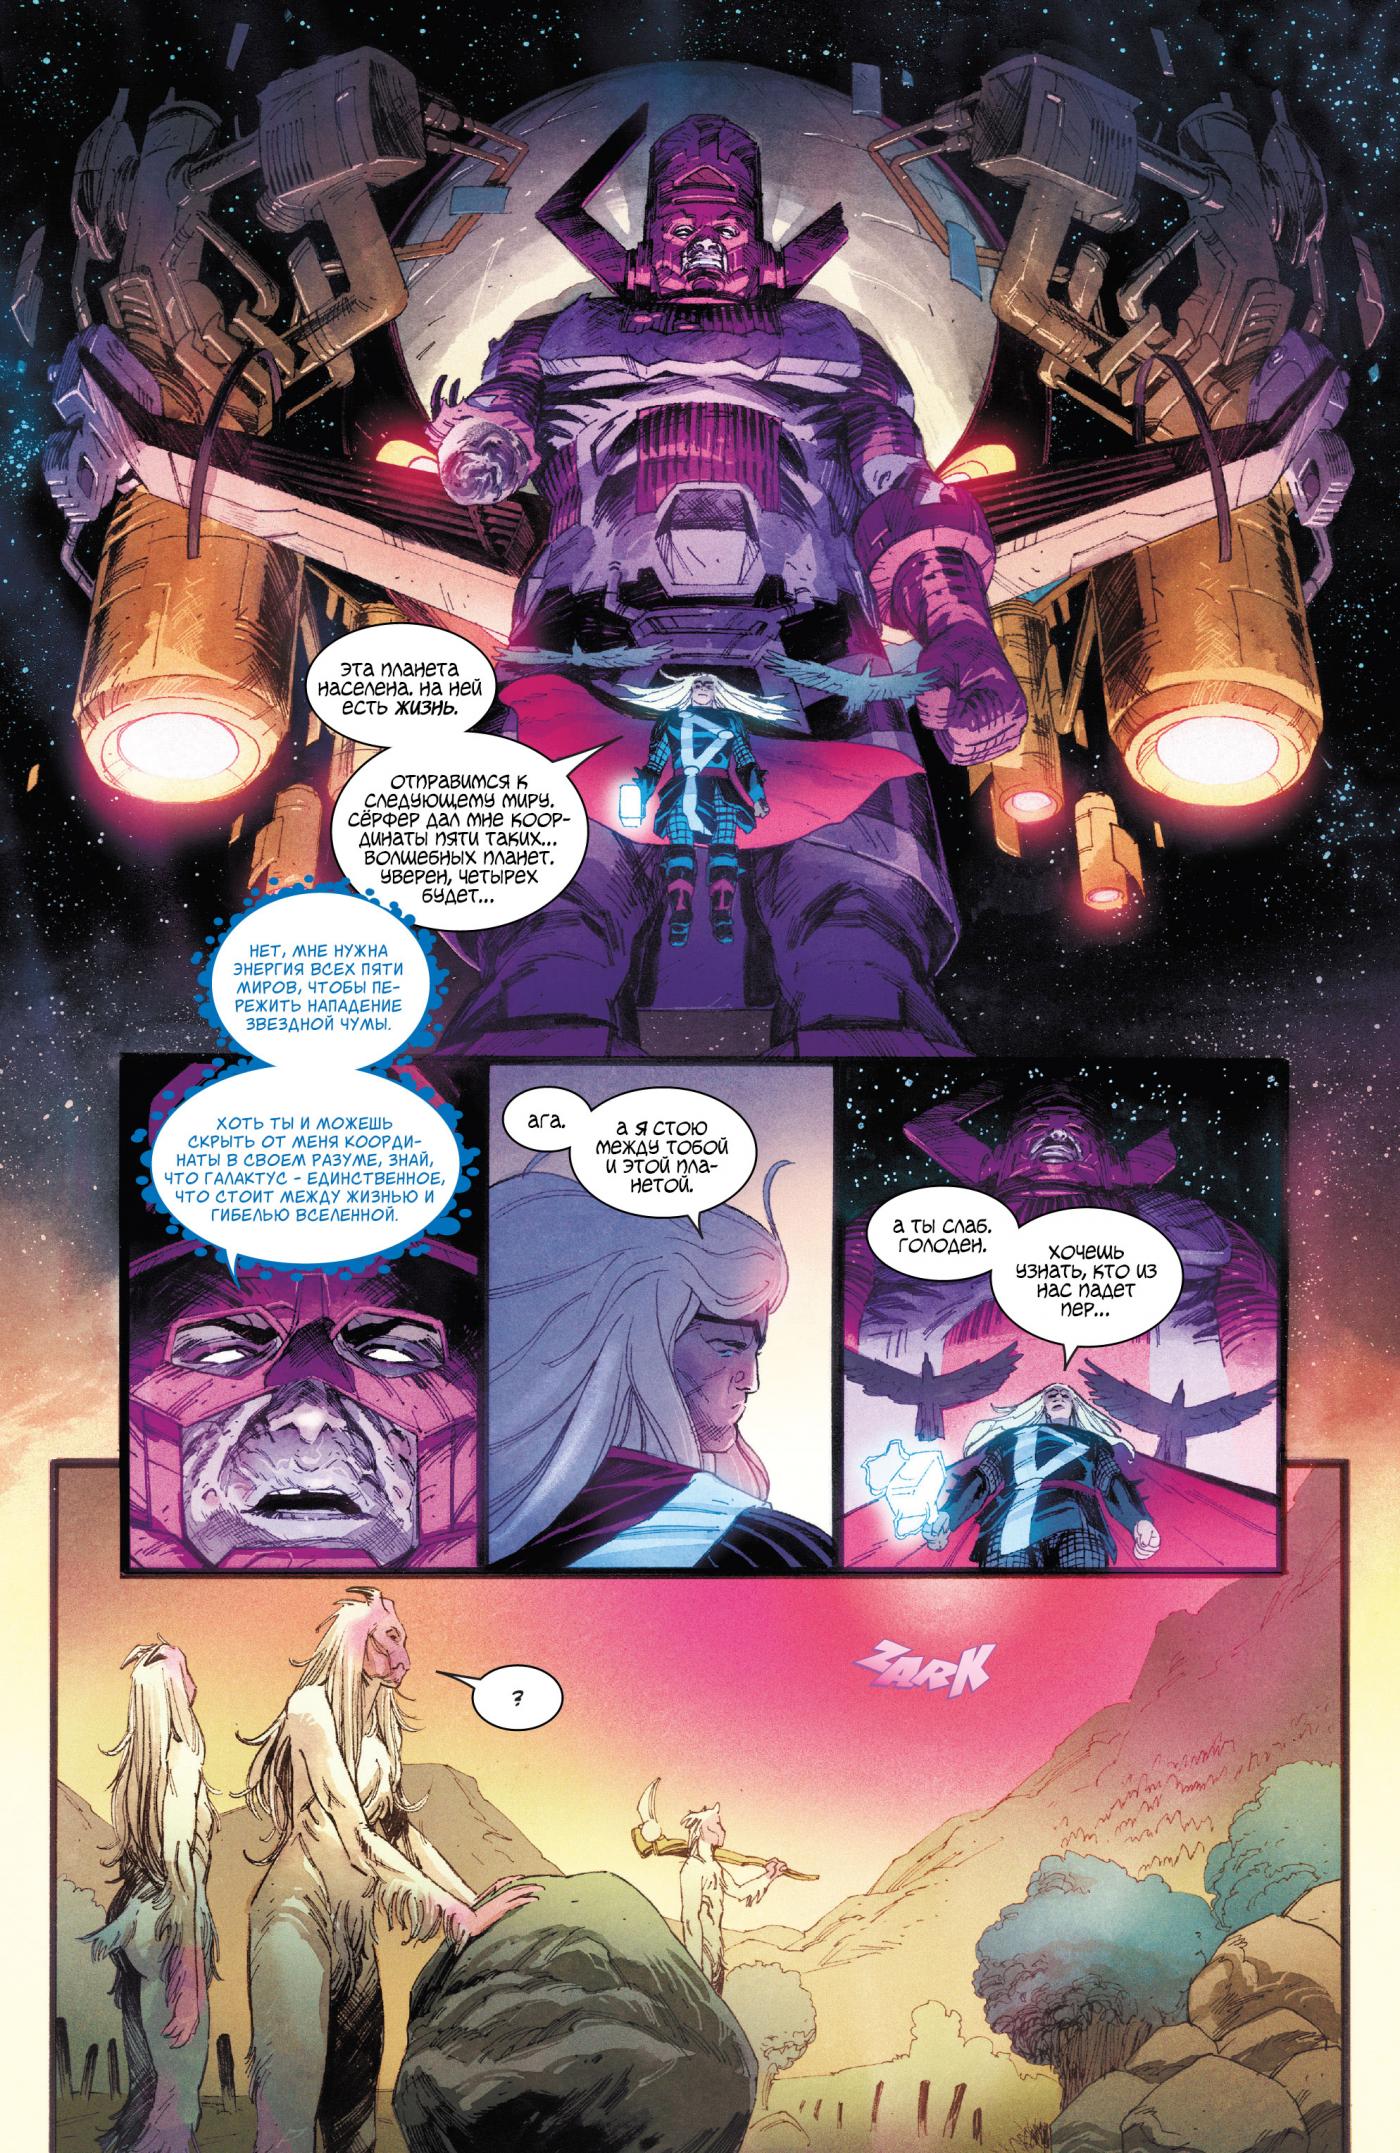 ЭТА ПЛАНЕТА
НАСЕЛЕНА. НА НЕЙ
ЕСТЬ ЖИЗНЬ.
ОТПРАВИМСЯ К
СЛЕДУЮЩЕМУ МИРУ.
СЁРФЕР ДАЛ МНЕ КООР-
ДИНАТЫ ПЯТИ ТАКИХ...
ВОЛШЕБНЫХ ПЛАНЕТ.
УВЕРЕН, ЧЕТЫРЕХ
БУДЕТ...
НЕТ, МНЕ НУЖНА
ЭНЕРГИЯ ВСЕХ ПЯТИ
МИРОВ, ЧТОБЫ ПЕ-
РЕЖИТЬ НАПАДЕНИЕ
ЗВЕЗДНОЙ ЧУМЫ.
ХОТЬ ТЫ И МОЖЕШЬ
СКРЫТЬ ОТ МЕНЯ КООРДИ-
НАТЫ В СВОЕМ РАЗУМЕ, ЗНАЙ,
ЧТО ГАЛАКТУС - ЕДИНСТВЕННОЕ,
ЧТО СТОИТ МЕЖДУ ЖИЗНЬЮ И
ГИБЕЛЬЮ ВСЕЛЕННОЙ.
АГА.
А Я СТОЮ
МЕЖДУ ТОБОЙ
И ЭТОЙ ПЛА-
НЕТОЙ.
А ТЫ СЛАБ.
ГОЛОДЕН.
ХОЧЕШЬ
УЗНАТЬ, КТО ИЗ
НАС ПАДЕТ
ПЕР...
ZARK
?